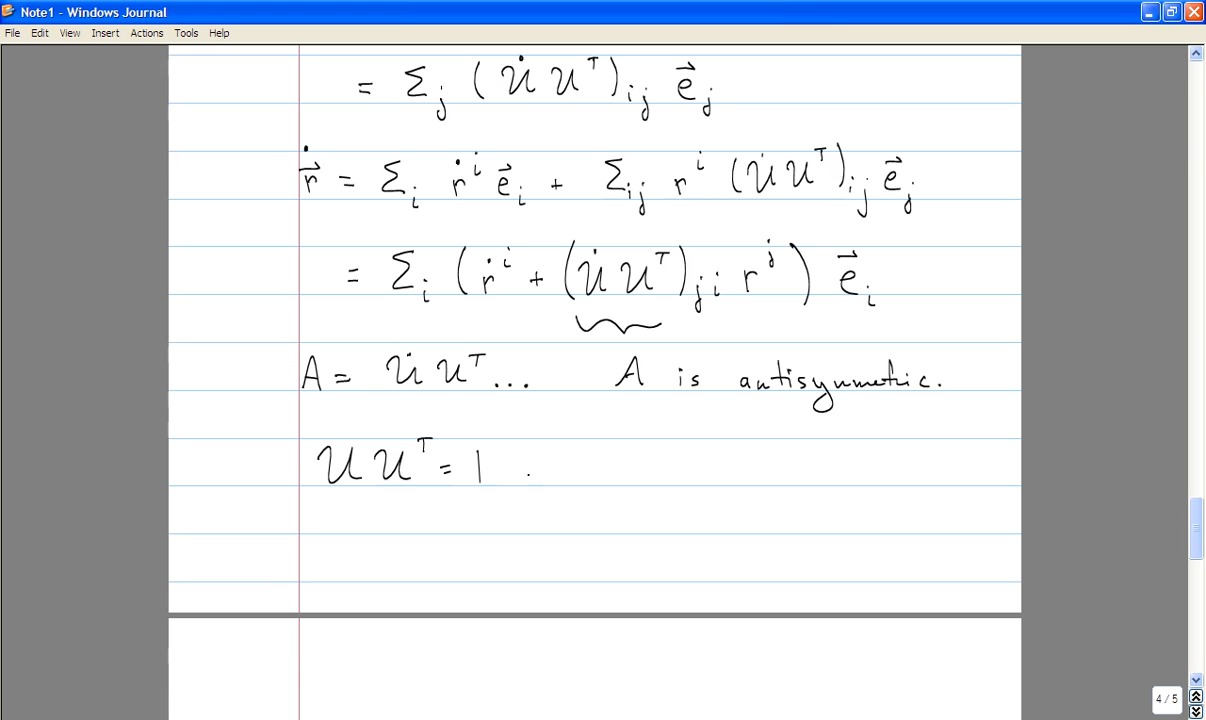 Note1 - Windows Journal
File Edit View Insert Actions Tools Help
= Σ_j ( U̇ U^T )_ij e⃗_j
ṙ⃗ = Σ_i ṙ^i e⃗_i + Σ_ij r^i (U̇ U^T)_ij e⃗_j
= Σ_i ( ṙ^i + (U̇ U^T)_ji r^j ) e⃗_i
A = U̇ U^T ... A is antisymmetric.
U U^T = 1 .
4 / 5